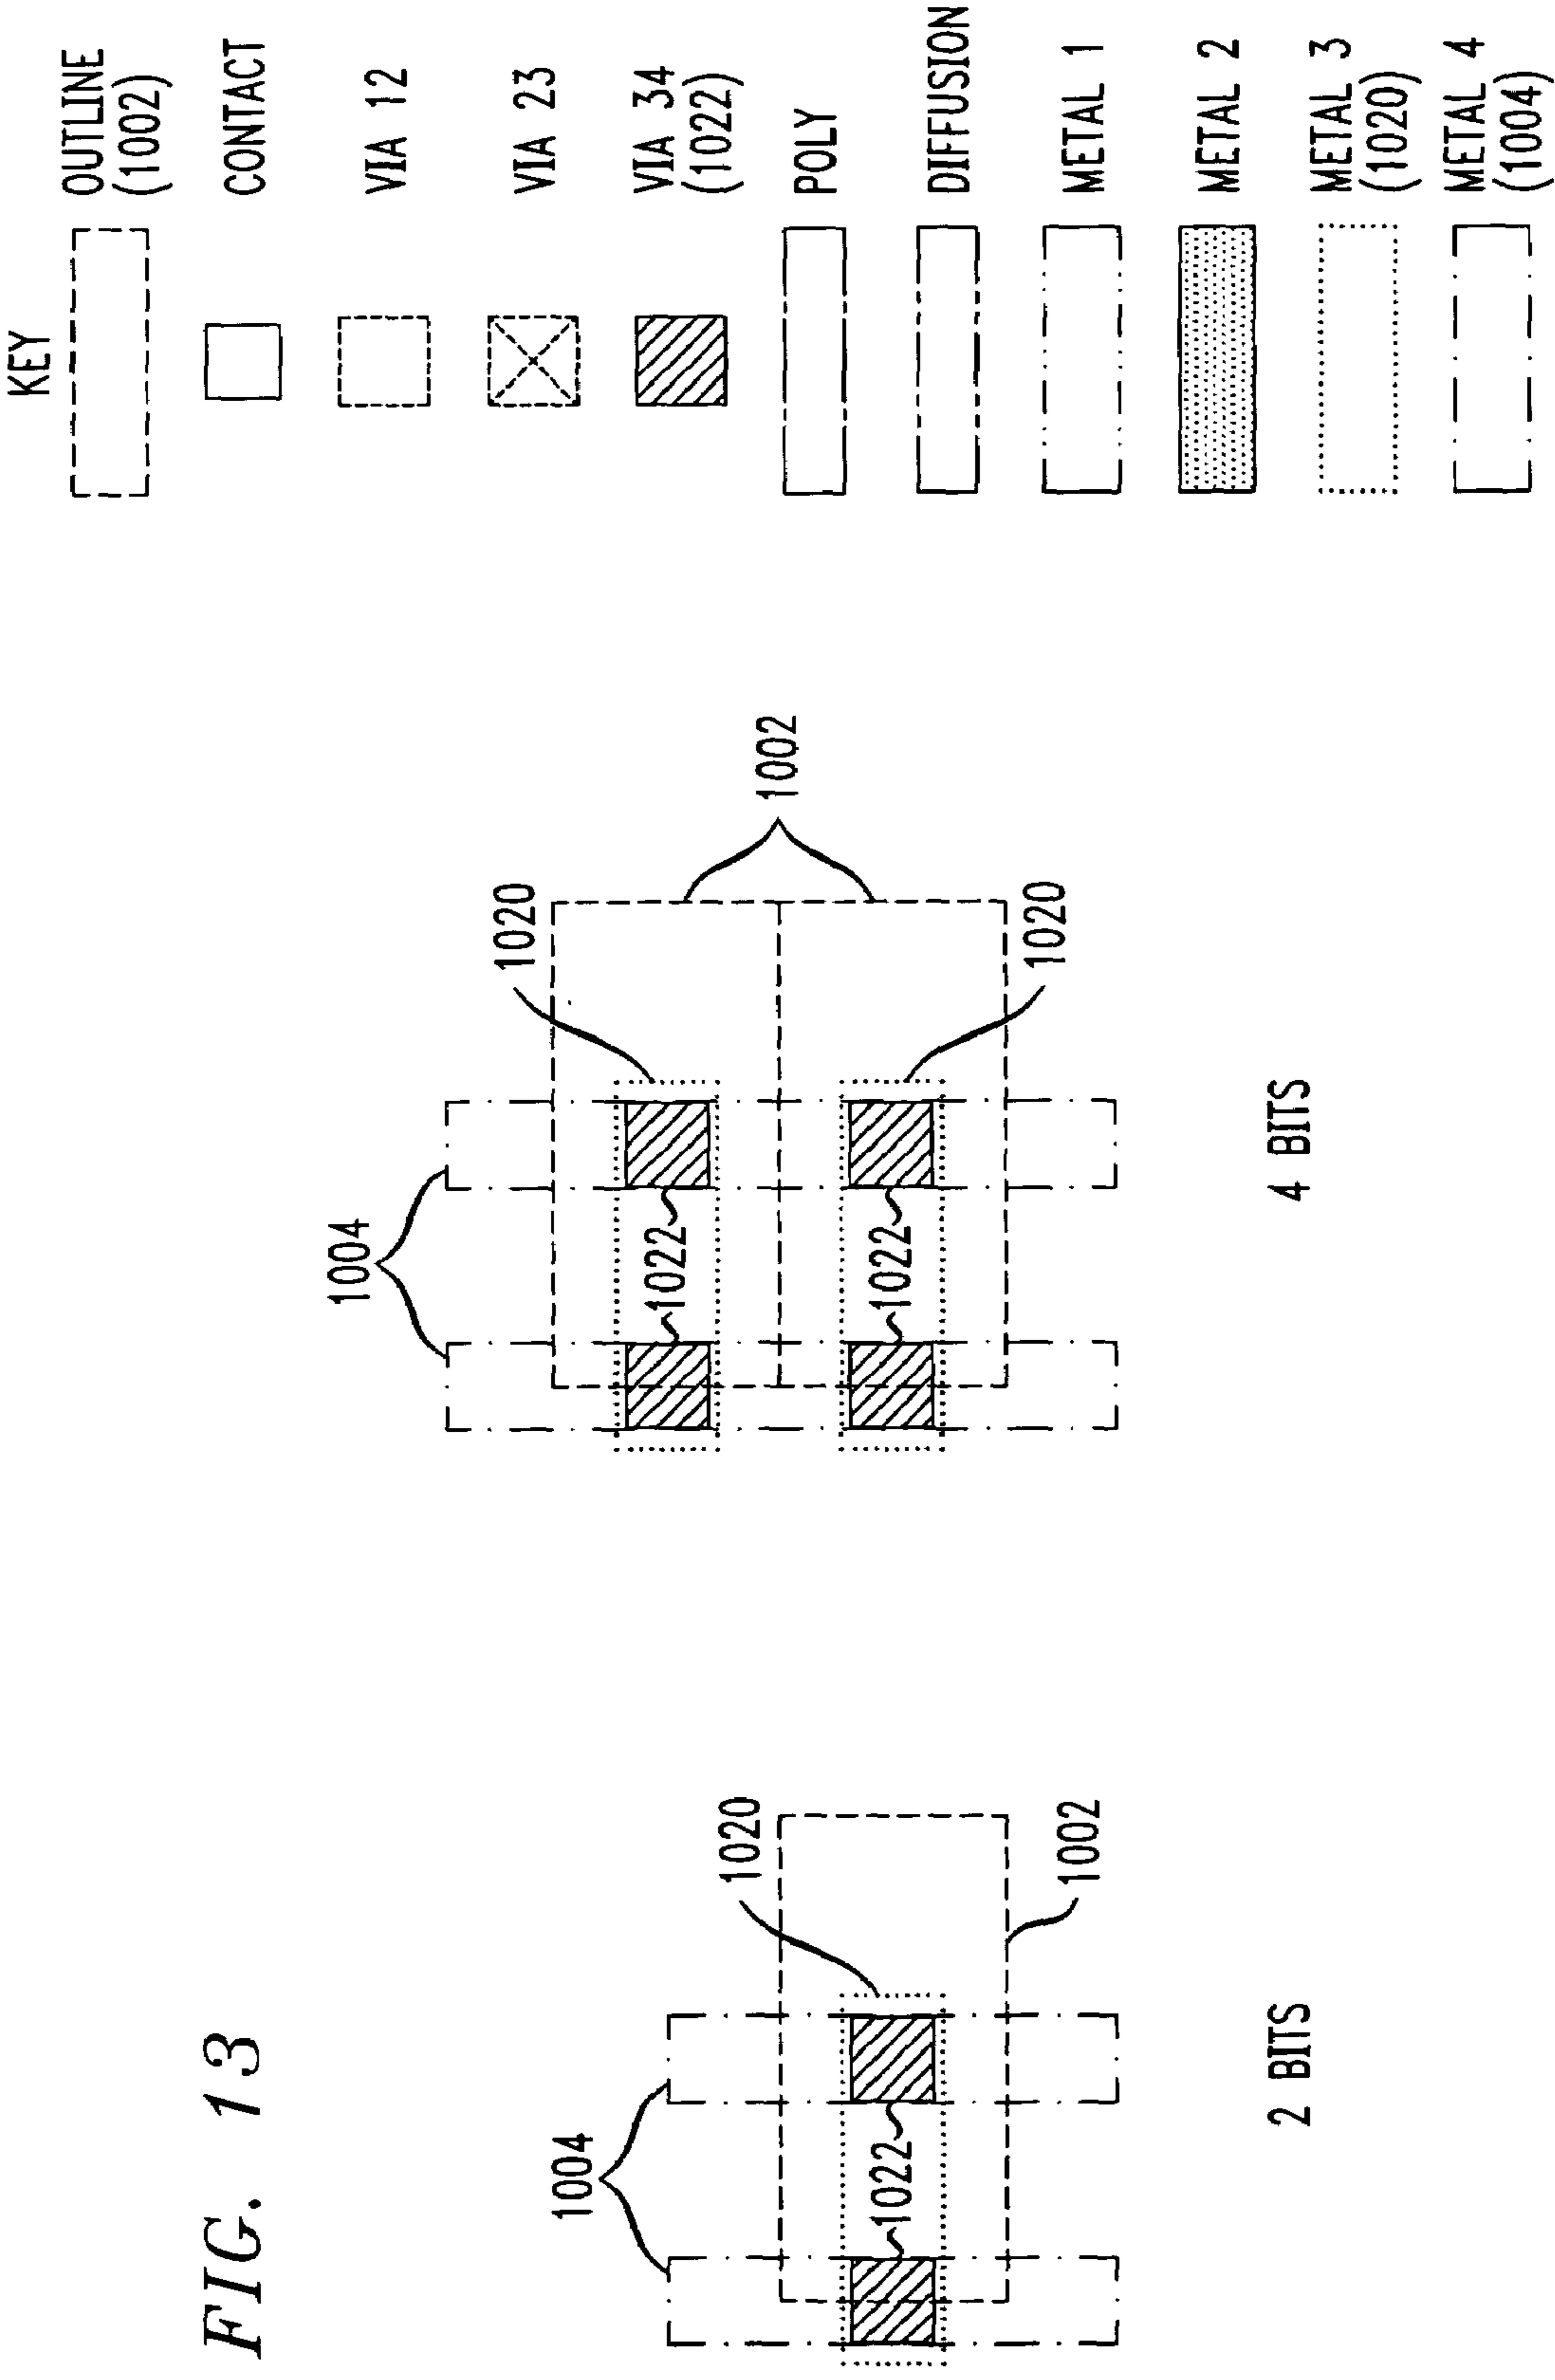 FIG. 13
1004
1022
1020
1002
2 BITS
1004
1020
1002
1022
1022
1020
4 BITS
KEY
OUTLINE
(1002)
CONTACT
VIA 12
VIA 23
VIA 34
(1022)
POLY
DIFFUSION
METAL 1
METAL 2
METAL 3
(1020)
METAL 4
(1004)